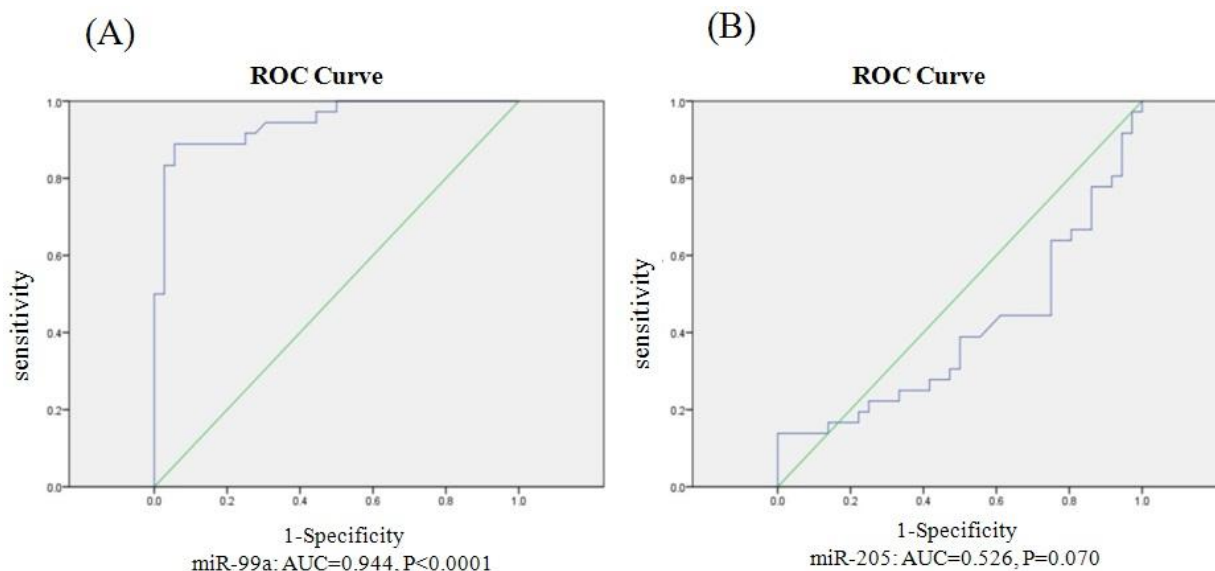 (A)
ROC Curve
1.0
0.8
0.6
0.4
0.2
0.0
sensitivity
0.0 0.2 0.4 0.6 0.8 1.0
1-Specificity
miR-99a: AUC=0.944, P<0.0001
(B)
ROC Curve
1.0
0.8
0.6
0.4
0.2
0.0
sensitivity
0.0 0.2 0.4 0.6 0.8 1.0
1-Specificity
miR-205: AUC=0.526, P=0.070